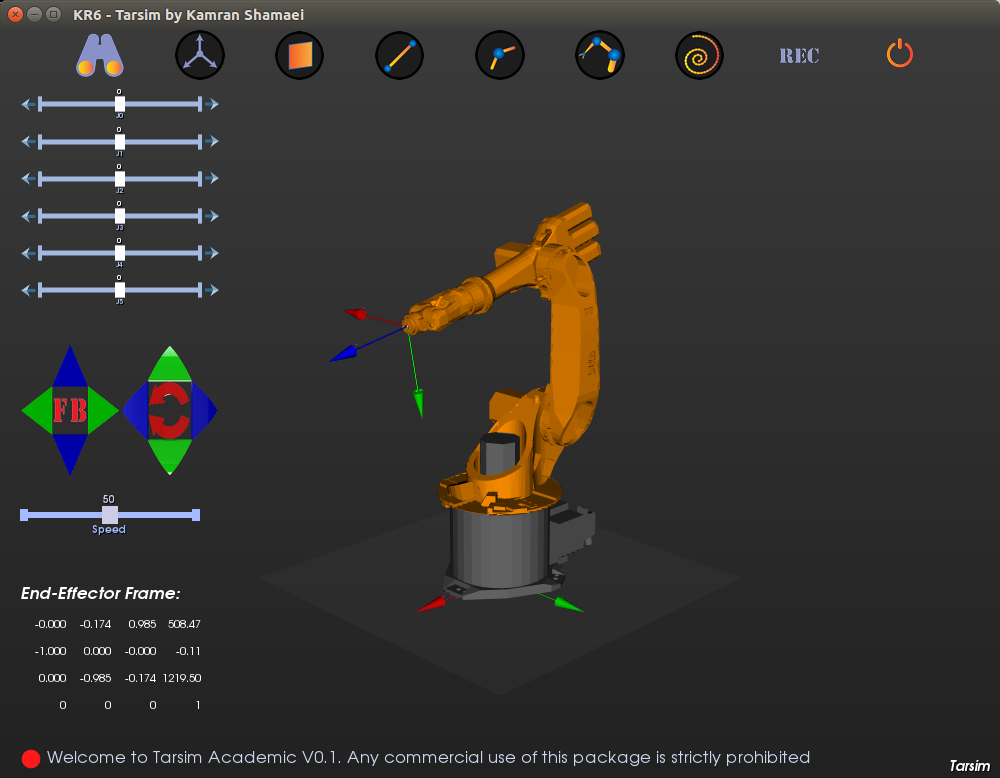 KR6 - Tarsim by Kamran Shamaei
REC
0
J0
0
J1
0
J2
0
J3
0
J4
0
J5
FB
50
Speed
End-Effector Frame:
-0.000 -0.174 0.985 508.47
-1.000 0.000 -0.000 -0.11
0.000 -0.985 -0.174 1219.50
0 0 0 1
Welcome to Tarsim Academic V0.1. Any commercial use of this package is strictly prohibited
Tarsim